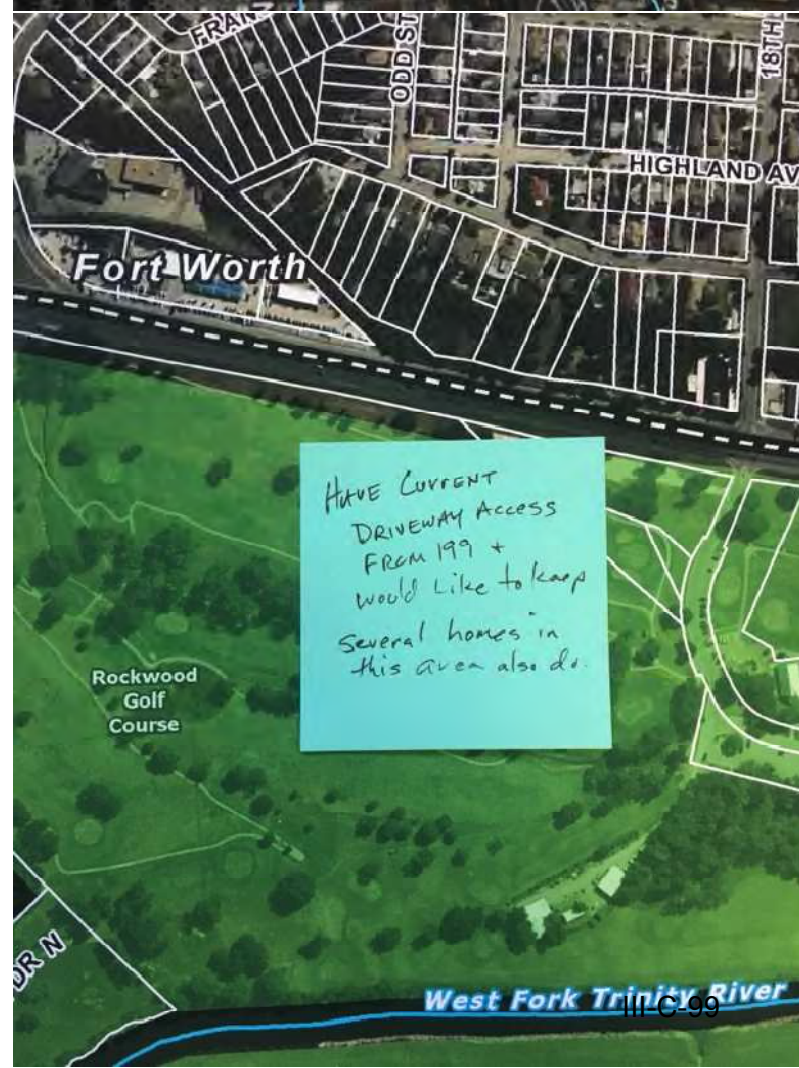 FRAN
ODD ST
18TH
HIGHLAND AV
Fort Worth
HAVE CURRENT
DRIVEWAY ACCESS
FROM 199 +
would Like to keep
several homes in
this area also do.
Rockwood
Golf
Course
DR N
West Fork Trinity River
III-C-99